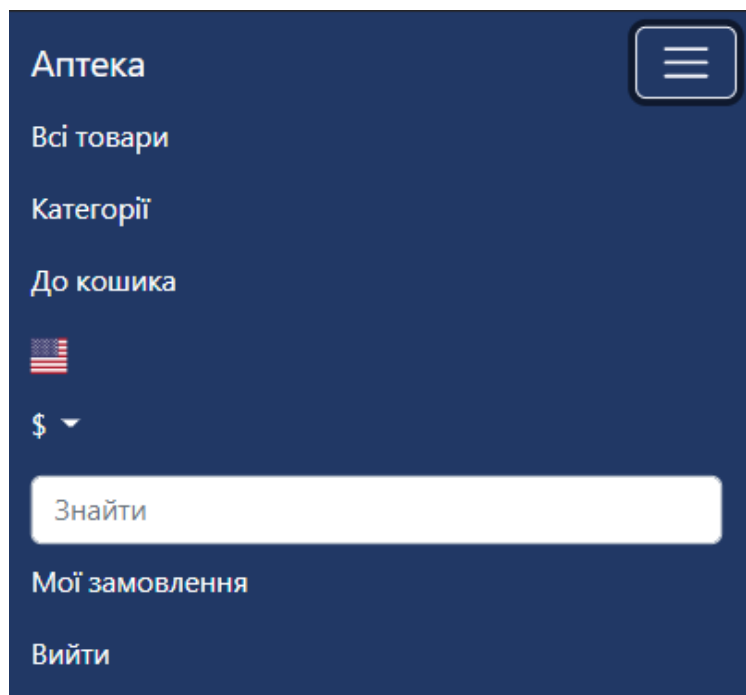 Аптека
Всі товари
Категорії
До кошика
$
Знайти
Мої замовлення
Вийти